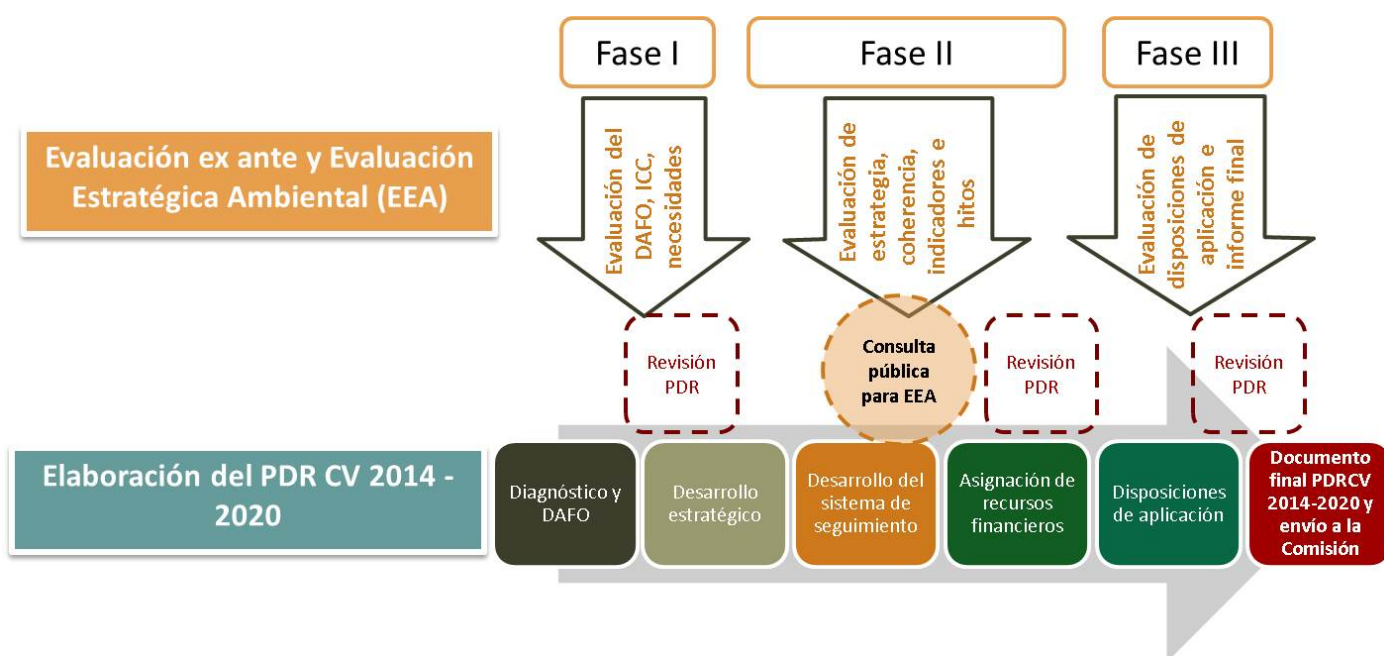 Fase I
Fase II
Fase III
Evaluación ex ante y Evaluación
Estratégica Ambiental (EEA)
Evaluación del
DAFO, ICC,
necesidades
Evaluación de
estrategia,
coherencia,
indicadores e
hitos
Evaluación de
disposiciones de
aplicación e
informe final
Revisión
PDR
Consulta
pública
para EEA
Revisión
PDR
Revisión
PDR
Elaboración del PDR CV 2014 -
2020
Diagnóstico y
DAFO
Desarrollo
estratégico
Desarrollo del
sistema de
seguimiento
Asignación de
recursos
financieros
Disposiciones
de aplicación
Documento
final PDRCV
2014-2020 y
envío a la
Comisión